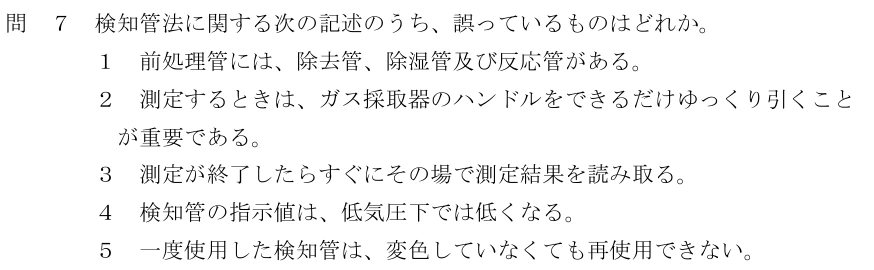 問　７　検知管法に関する次の記述のうち、誤っているものはどれか。
１　前処理管には、除去管、除湿管及び反応管がある。
２　測定するときは、ガス採取器のハンドルをできるだけゆっくり引くこと
が重要である。
３　測定が終了したらすぐにその場で測定結果を読み取る。
４　検知管の指示値は、低気圧下では低くなる。
５　一度使用した検知管は、変色していなくても再使用できない。